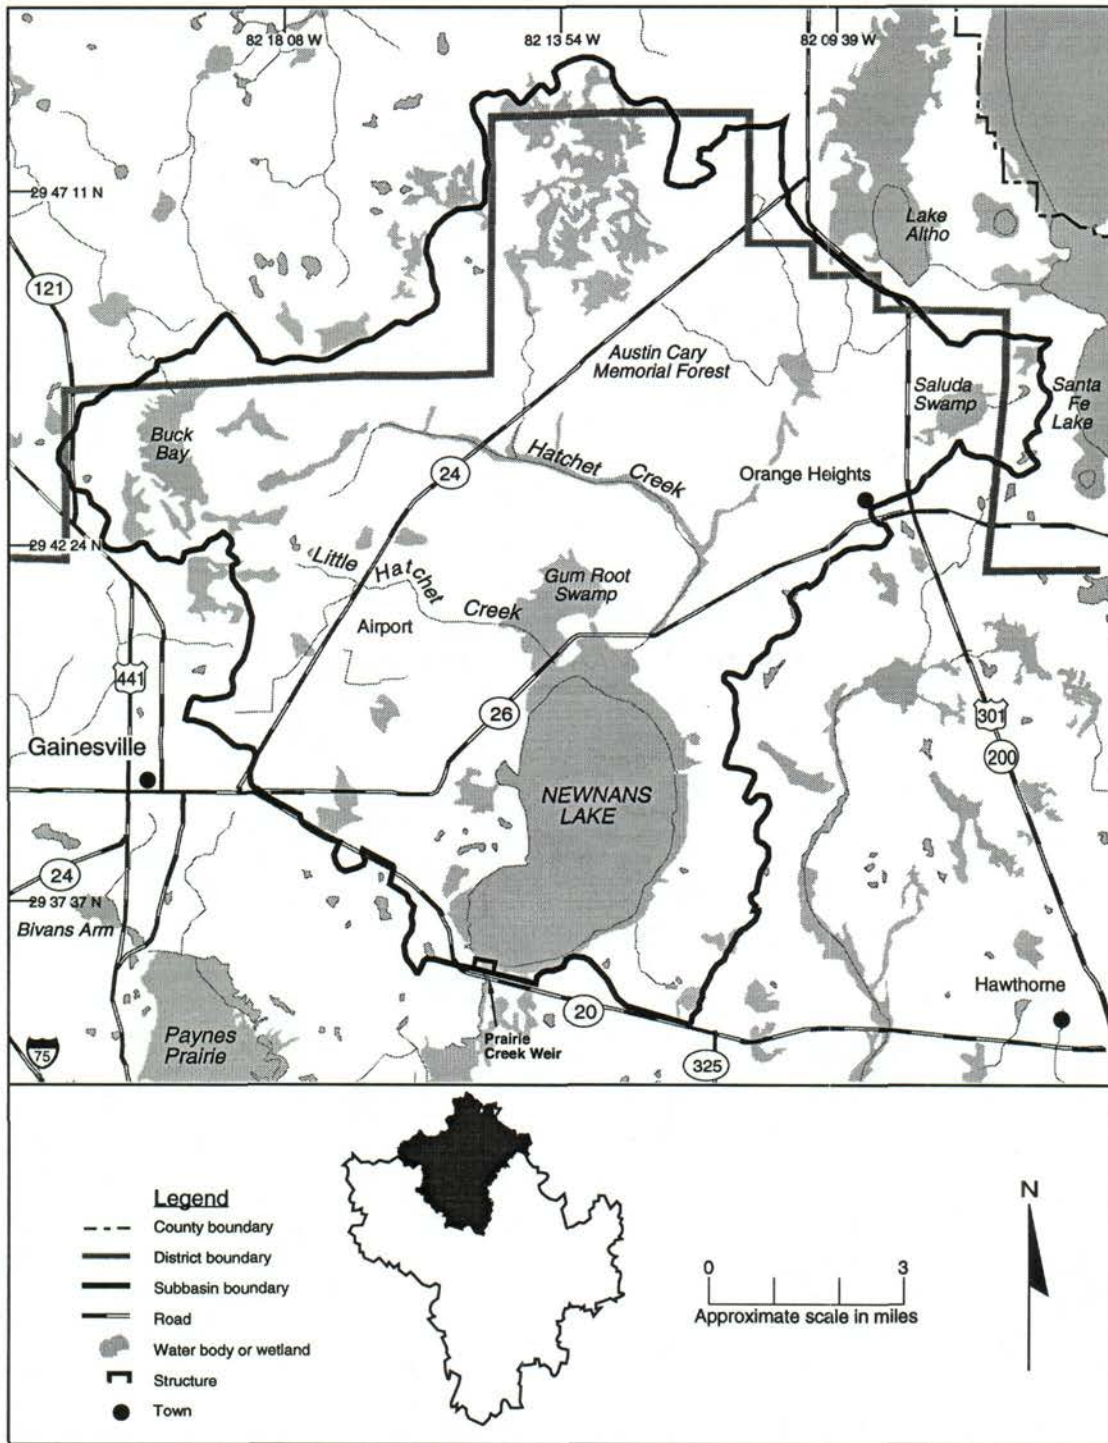 82 18 08 W
82 13 54 W
82 09 39 W
29 47 11 N
Lake
Altho
121
Austin Cary
Memorial Forest
Saluda
Swamp
Santa
Fe
Lake
Buck
Bay
Hatchet Creek
24
Orange Heights
29 42 24 N
Little Hatchet Creek
Gum Root
Swamp
Airport
441
26
301
200
Gainesville
NEWNANS
LAKE
24
29 37 37 N
Bivans Arm
Hawthorne
20
Paynes
Prairie
Prairie
Creek Weir
75
325
Legend
County boundary
District boundary
Subbasin boundary
Road
Water body or wetland
Structure
Town
0 3
Approximate scale in miles
N